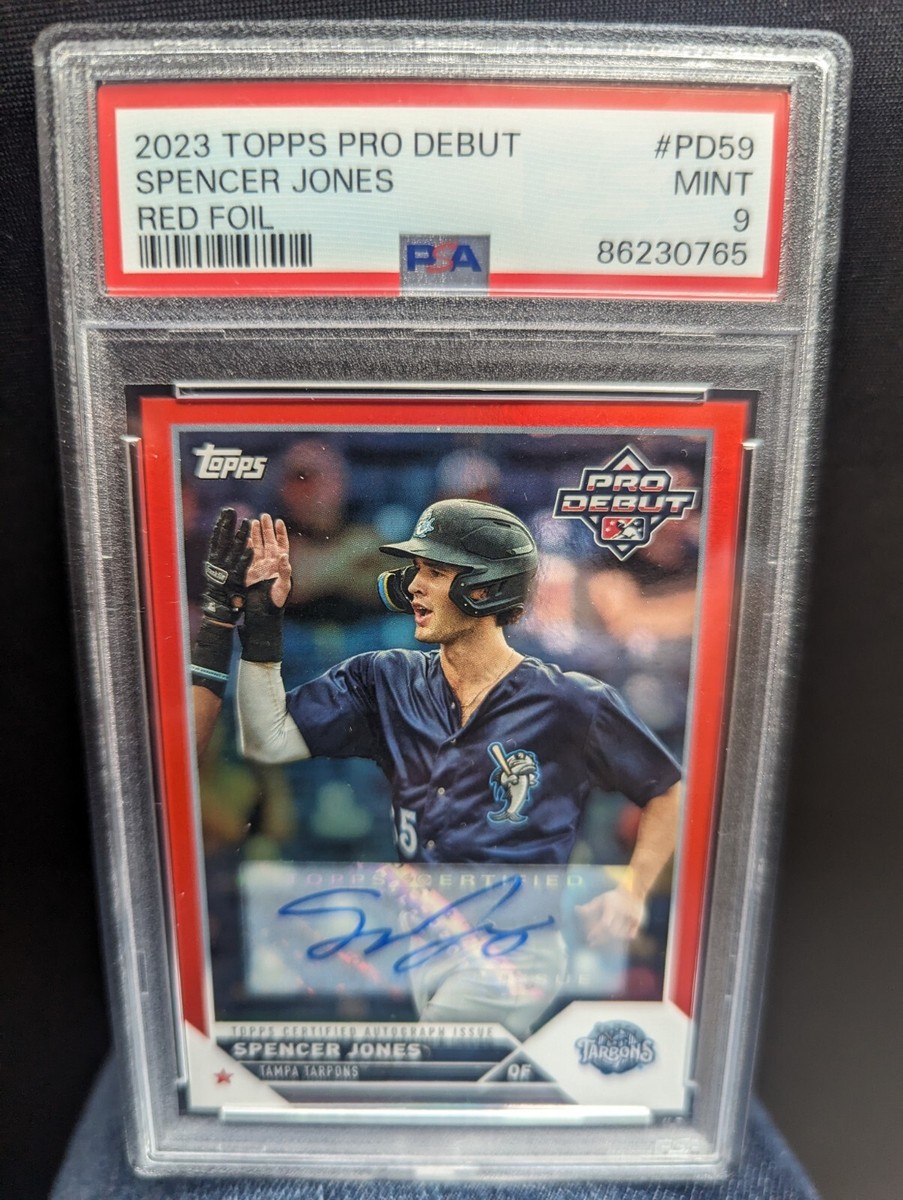 2023 TOPPS PRO DEBUT #PD59
SPENCER JONES MINT
RED FOIL 9
PSA 86230765
TOPPS
PRO
DEBUT
TOPPS CERTIFIED
TOPPS CERTIFIED AUTOGRAPH ISSUE
SPENCER JONES
TAMPA TARPONS OF
TARPONS